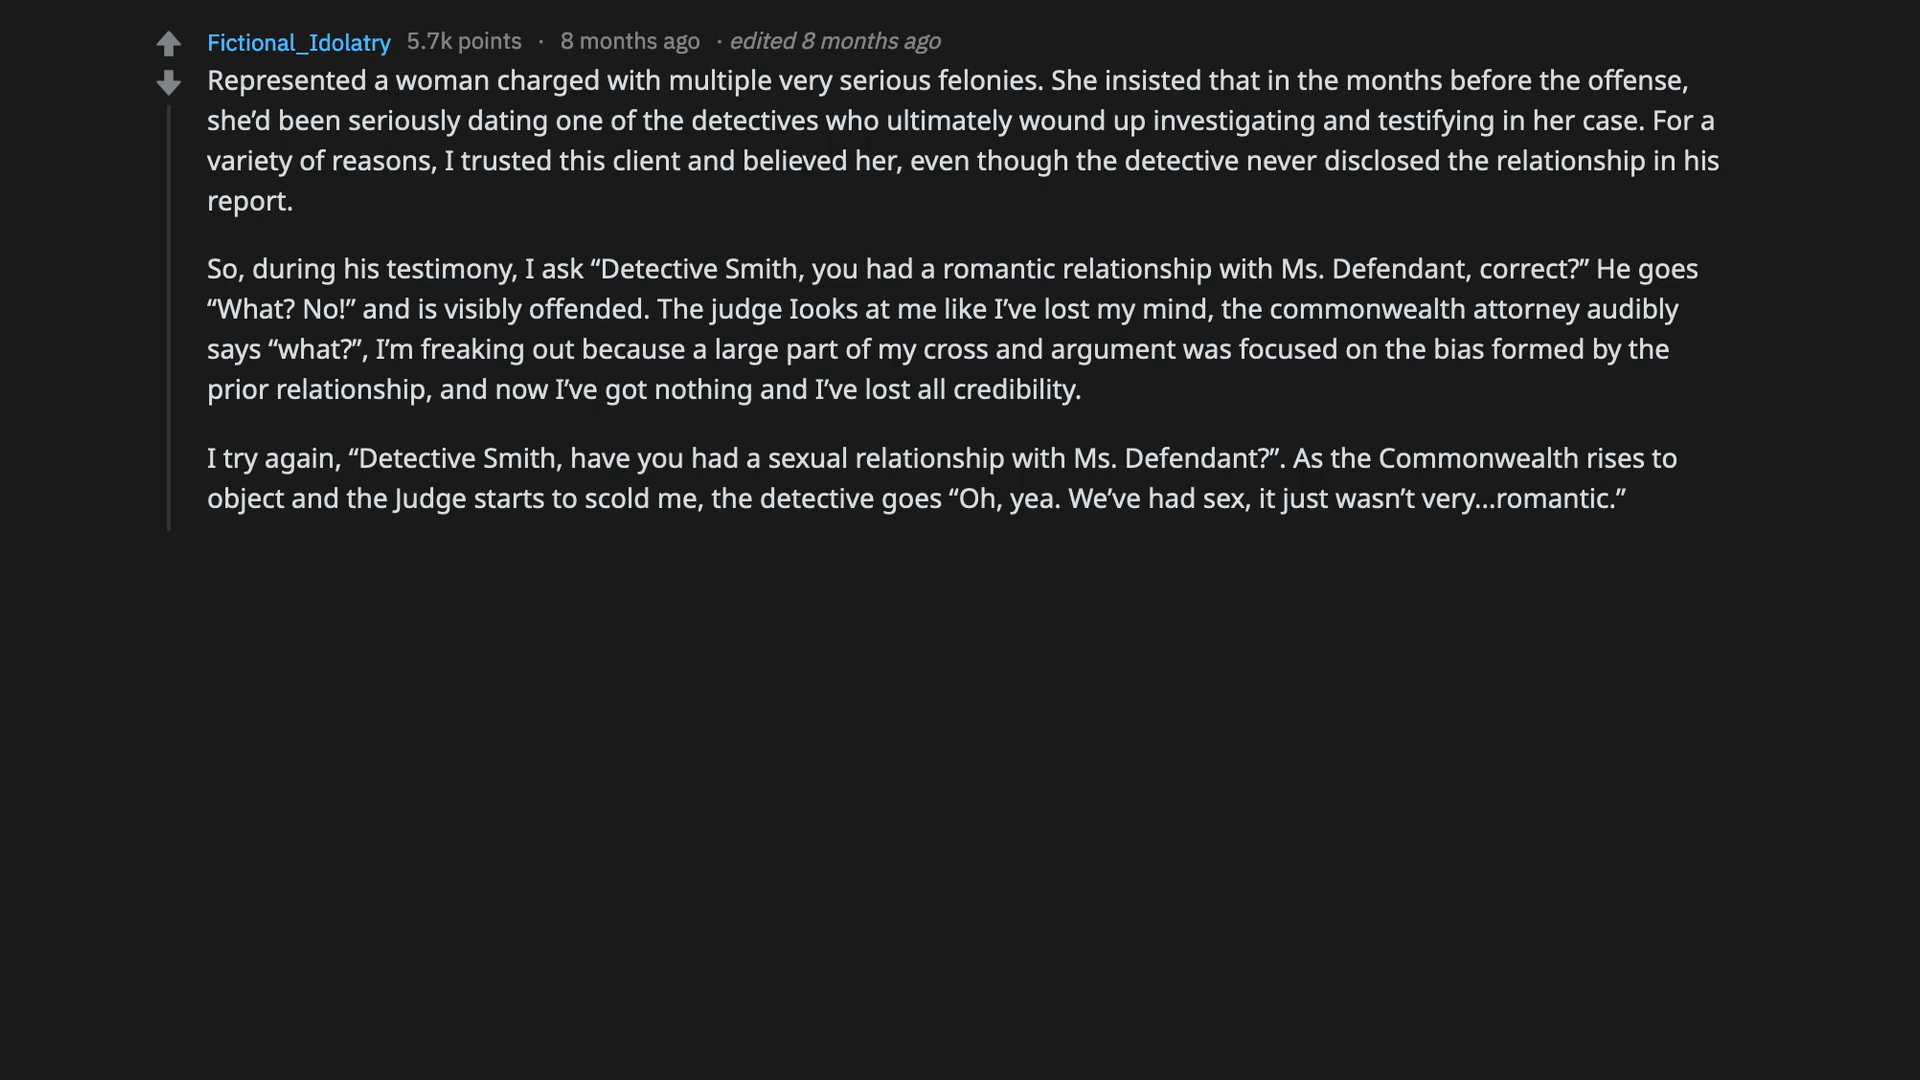 Fictional_Idolatry 5.7k points · 8 months ago · edited 8 months ago
Represented a woman charged with multiple very serious felonies. She insisted that in the months before the offense,
she’d been seriously dating one of the detectives who ultimately wound up investigating and testifying in her case. For a
variety of reasons, I trusted this client and believed her, even though the detective never disclosed the relationship in his
report.
So, during his testimony, I ask “Detective Smith, you had a romantic relationship with Ms. Defendant, correct?” He goes
“What? No!” and is visibly offended. The judge Iooks at me like I’ve lost my mind, the commonwealth attorney audibly
says “what?”, I’m freaking out because a large part of my cross and argument was focused on the bias formed by the
prior relationship, and now I’ve got nothing and I’ve lost all credibility.
I try again, “Detective Smith, have you had a sexual relationship with Ms. Defendant?”. As the Commonwealth rises to
object and the Judge starts to scold me, the detective goes “Oh, yea. We’ve had sex, it just wasn’t very...romantic.”